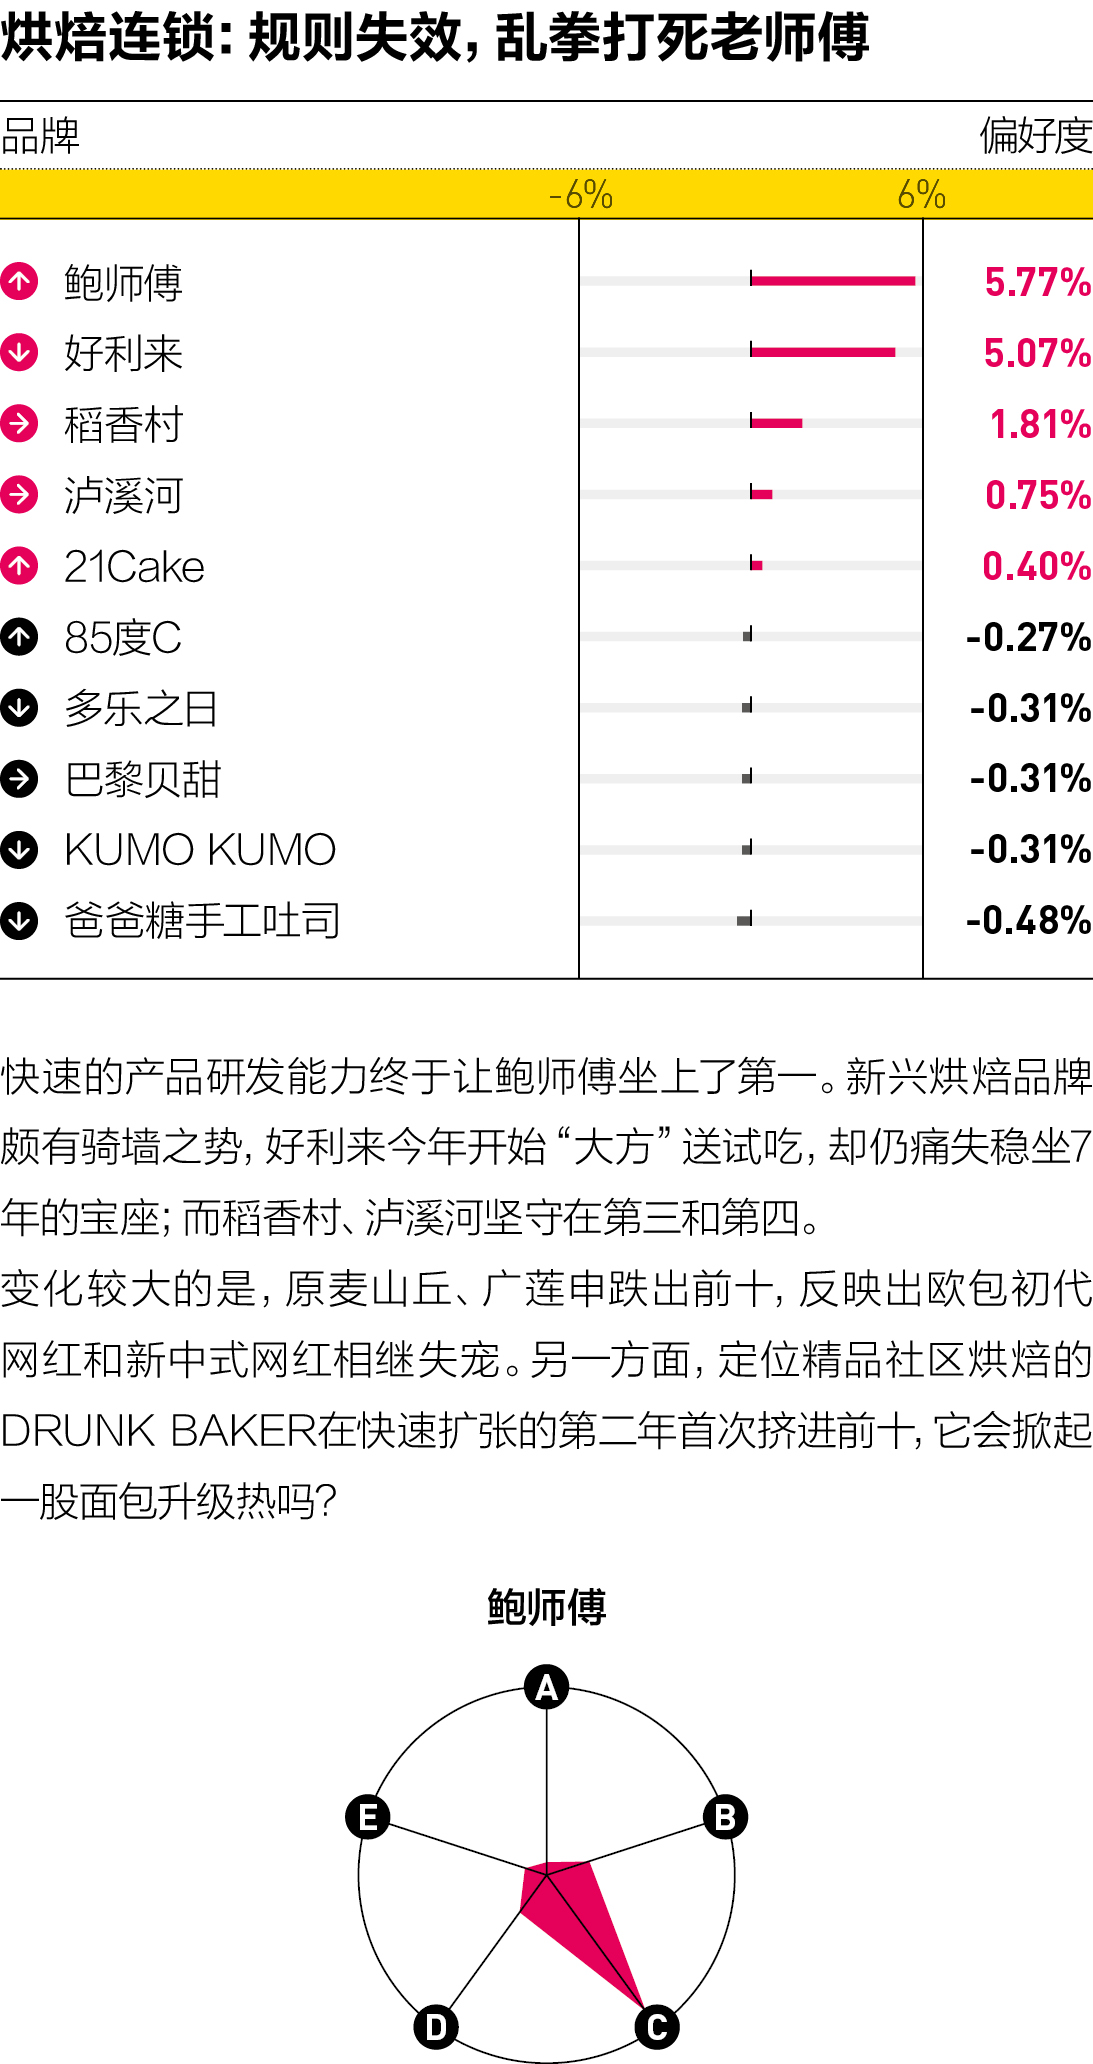 烘焙连锁：规则失效，乱拳打死老师傅
品牌 偏好度
-6% 6%
鲍师傅 5.77%
好利来 5.07%
稻香村 1.81%
泸溪河 0.75%
21Cake 0.40%
85度C -0.27%
多乐之日 -0.31%
巴黎贝甜 -0.31%
KUMO KUMO -0.31%
爸爸糖手工吐司 -0.48%
快速的产品研发能力终于让鲍师傅坐上了第一。新兴烘焙品牌
颇有骑墙之势，好利来今年开始“大方”送试吃，却仍痛失稳坐7
年的宝座；而稻香村、泸溪河坚守在第三和第四。
变化较大的是，原麦山丘、广莲申跌出前十，反映出欧包初代
网红和新中式网红相继失宠。另一方面，定位精品社区烘焙的
DRUNK BAKER在快速扩张的第二年首次挤进前十，它会掀起
一股面包升级热吗？
鲍师傅
A
B
C
D
E